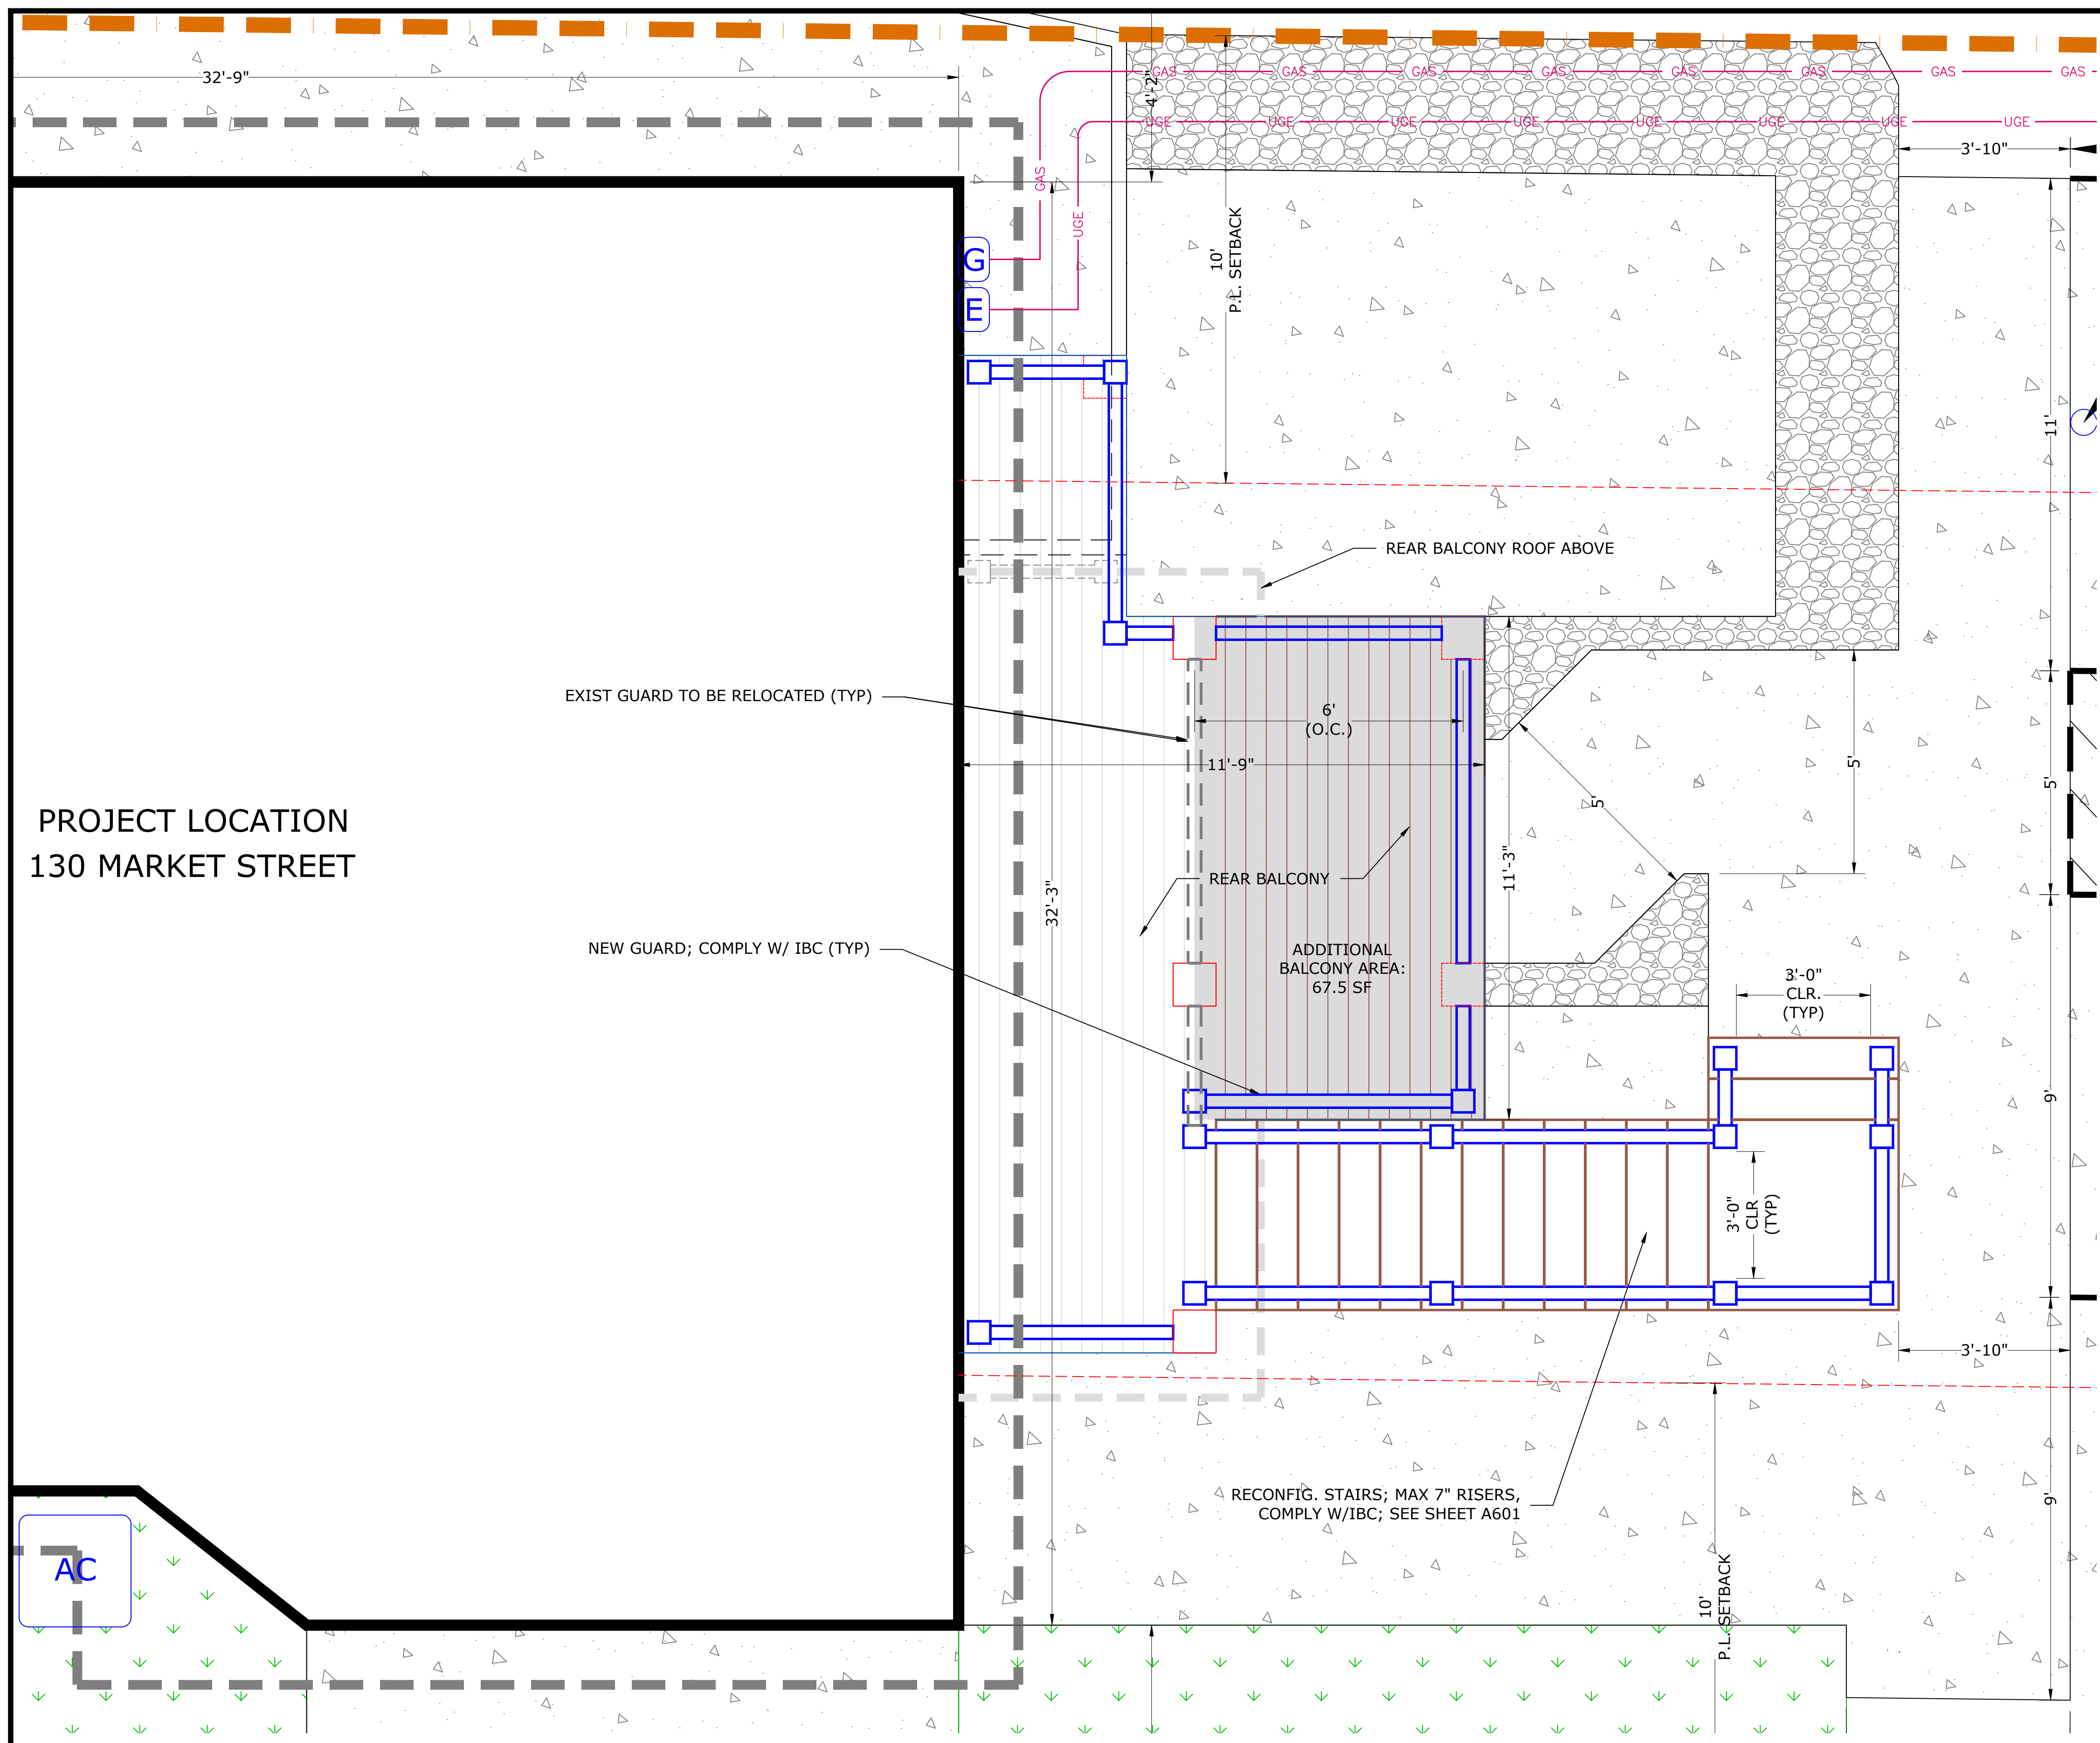 32'-9"
4'-2"
GAS GAS GAS GAS GAS GAS GAS GAS
UGE UGE UGE UGE UGE UGE UGE UGE
3'-10"
GAS
UGE
10'
P.L. SETBACK
G
E
11'
REAR BALCONY ROOF ABOVE
EXIST GUARD TO BE RELOCATED (TYP)
6'
(O.C.)
11'-9"
5'
5'
5'
PROJECT LOCATION
130 MARKET STREET
REAR BALCONY
11'-3"
32'-3"
NEW GUARD; COMPLY W/ IBC (TYP)
ADDITIONAL
BALCONY AREA:
67.5 SF
3'-0"
CLR.
(TYP)
9'
3'-0"
CLR
(TYP)
3'-10"
RECONFIG. STAIRS; MAX 7" RISERS,
COMPLY W/IBC; SEE SHEET A601
9'
AC
10'
P.L. SETBACK